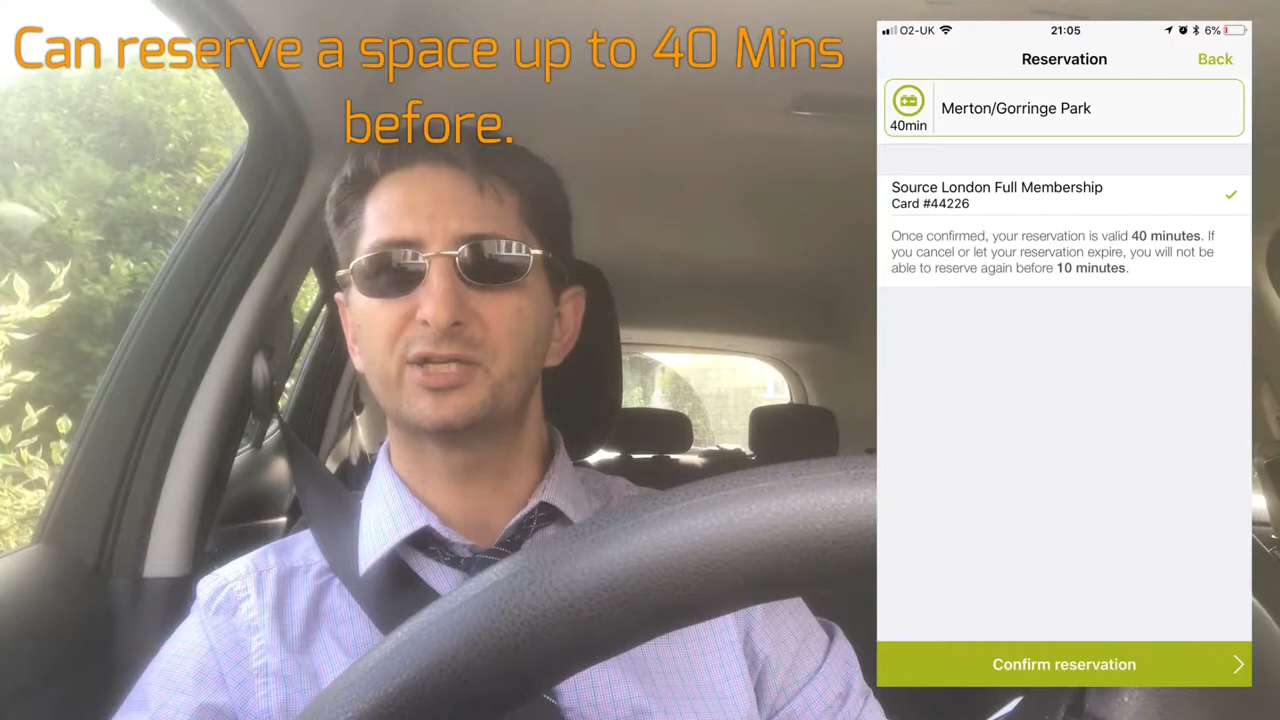 Can reserve a space up to 40 Mins
before.
O2-UK 21:05 6%
Reservation Back
40min Merton/Gorringe Park
Source London Full Membership
Card #44226
Once confirmed, your reservation is valid 40 minutes. If
you cancel or let your reservation expire, you will not be
able to reserve again before 10 minutes.
Confirm reservation